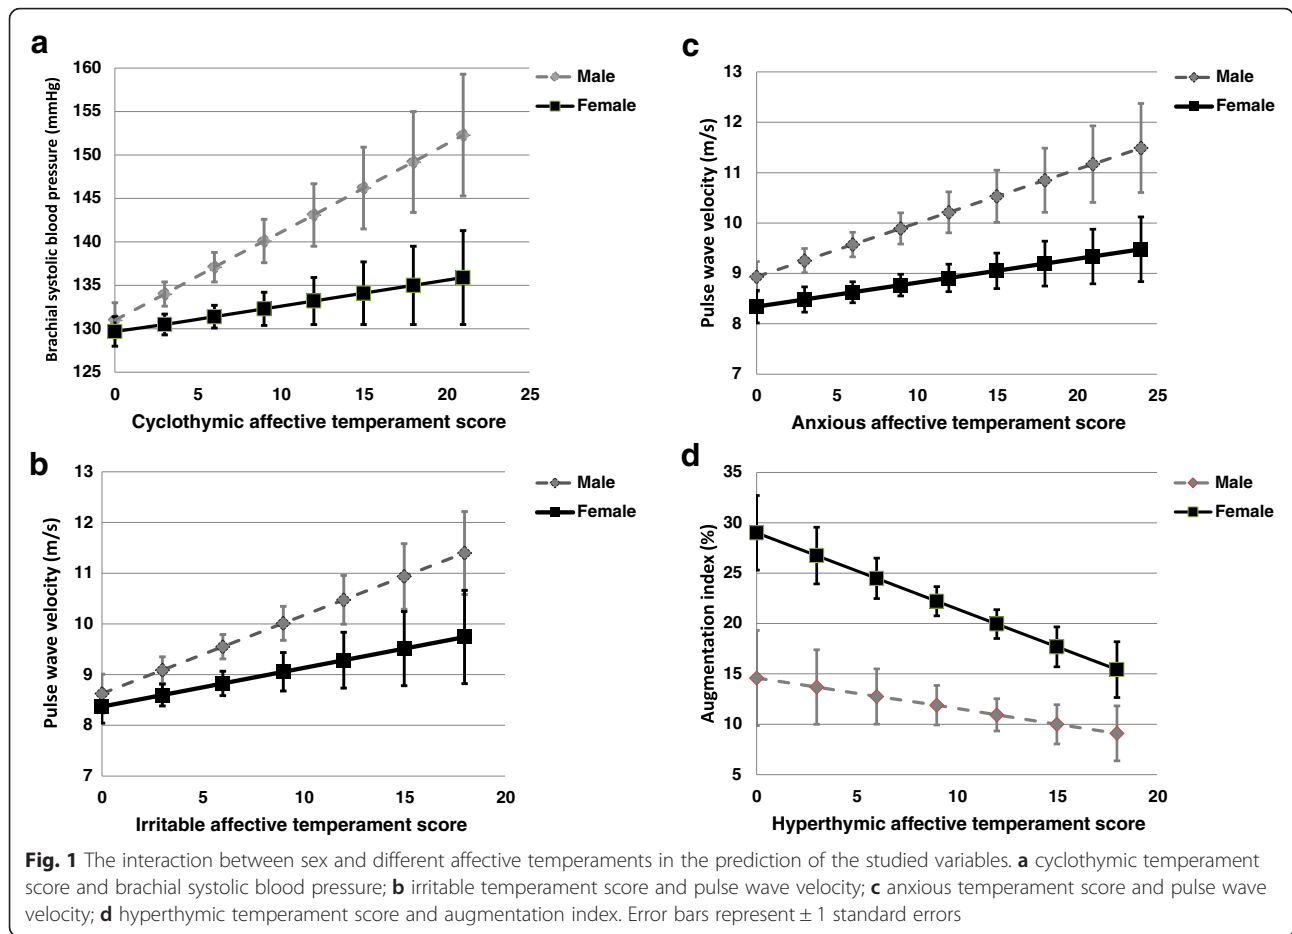 a
160
155
150
145
140
135
130
125
Brachial systolic blood pressure (mmHg)
0 5 10 15 20 25
Cyclothymic affective temperament score
Male
Female
c
13
12
11
10
9
8
7
Pulse wave velocity (m/s)
0 5 10 15 20 25
Anxious affective temperament score
Male
Female
b
13
12
11
10
9
8
7
Pulse wave velocity (m/s)
0 5 10 15 20
Irritable affective temperament score
Male
Female
d
35
30
25
20
15
10
5
Augmentation index (%)
0 5 10 15 20
Hyperthymic affective temperament score
Male
Female
Fig. 1 The interaction between sex and different affective temperaments in the prediction of the studied variables. a cyclothymic temperament
score and brachial systolic blood pressure; b irritable temperament score and pulse wave velocity; c anxious temperament score and pulse wave
velocity; d hyperthymic temperament score and augmentation index. Error bars represent ± 1 standard errors